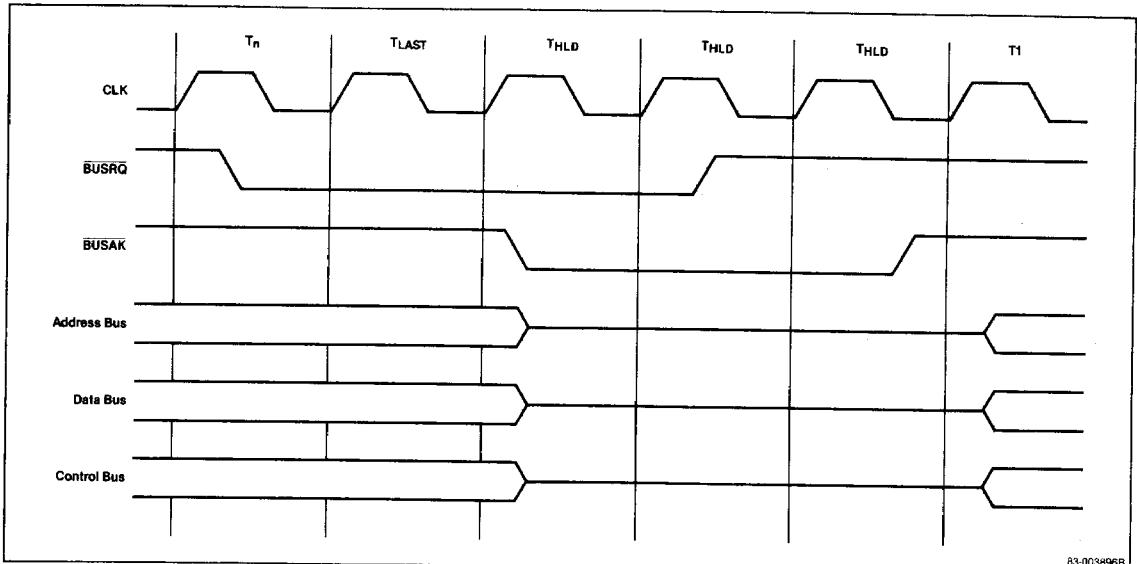 Tn TLAST THLD THLD THLD T1
CLK
BUSRQ
BUSAK
Address Bus
Data Bus
Control Bus
83-003896B